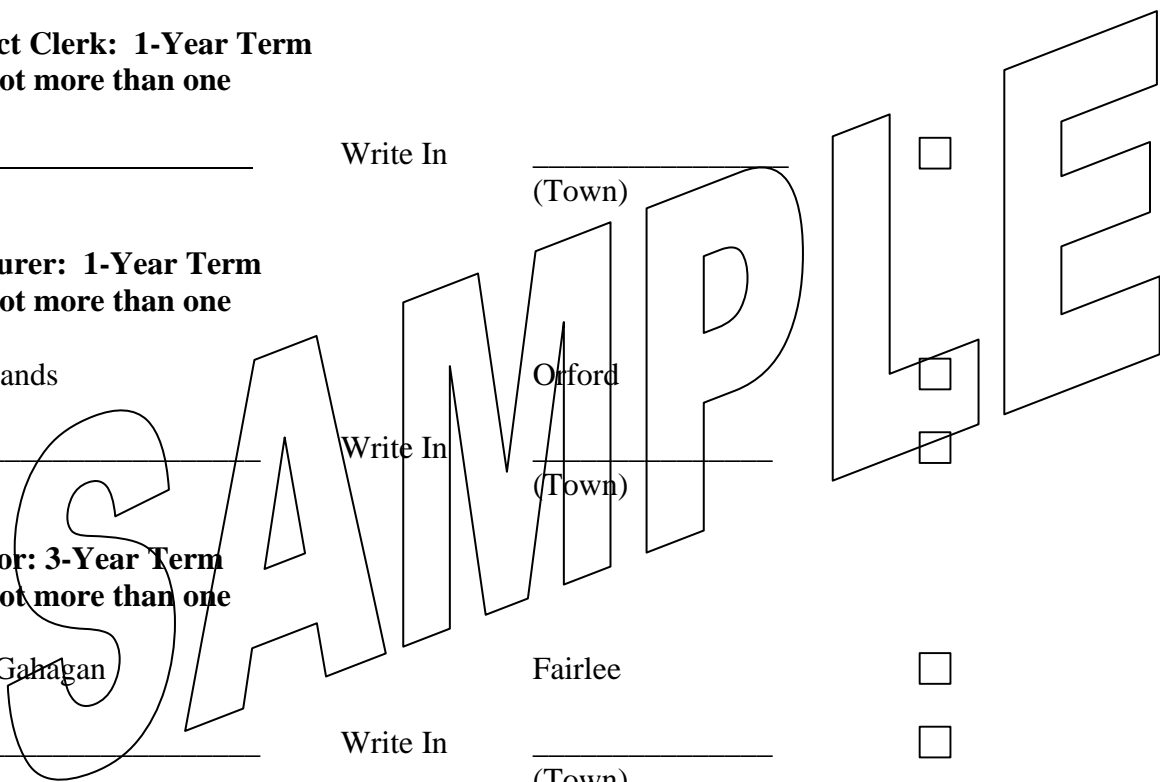 ct Clerk: 1-Year Term
ot more than one
Write In
(Town)
urer: 1-Year Term
ot more than one
ands Orford
Write In
(Town)
or: 3-Year Term
ot more than one
Gahagan Fairlee
Write In
(Town)
SAMPLE